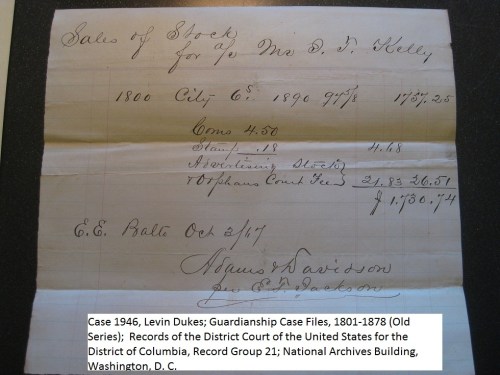 Sales of Stock
for a/c Mr T. T. Kelly
1800 City 6s 1890 97 5/8 1757.25
Coms 4.50
Stamp .18 4.68
Advertising Stock
& Orphans Court Fee 21.83 26.51
$ 1.730.74
E.E. Balto Oct 2/67
Adams & Davidson
per E. T. Jackson
Case 1946, Levin Dukes; Guardianship Case Files, 1801-1878 (Old
Series); Records of the District Court of the United States for the
District of Columbia, Record Group 21; National Archives Building,
Washington, D. C.